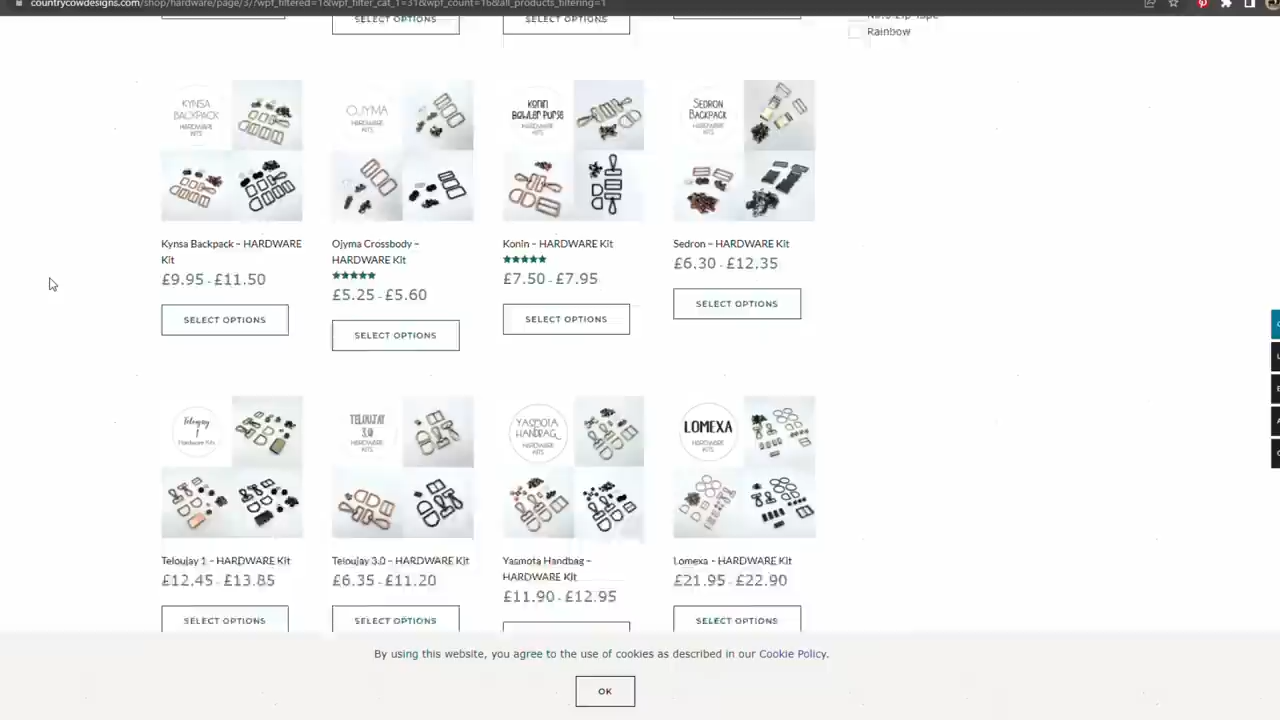 countrycowdesigns.com/shop/hardware/page/3/?wpf_filtered=1&wpf_filter_cat_1=31&wpf_count=16&all_products_filtering=1
SELECT OPTIONS
SELECT OPTIONS
Rainbow
KYNSA
BACKPACK
HARDWARE
KITS
OJYMA
HARDWARE
KITS
KONIN
BOWLER PURSE
HARDWARE
KITS
SEDRON
BACKPACK
HARDWARE
KITS
Kynsa Backpack – HARDWARE
Kit
£9.95 - £11.50
SELECT OPTIONS
Ojyma Crossbody –
HARDWARE Kit
£5.25 - £5.60
SELECT OPTIONS
Konin – HARDWARE Kit
£7.50 - £7.95
SELECT OPTIONS
Sedron – HARDWARE Kit
£6.30 - £12.35
SELECT OPTIONS
Teloujay
1
Hardware Kits
TELOUJAY
3.0
HARDWARE
KITS
YASMOTA
HANDBAG
HARDWARE
KITS
LOMEXA
HARDWARE
KITS
Teloujay 1 – HARDWARE Kit
£12.45 - £13.85
SELECT OPTIONS
Teloujay 3.0 – HARDWARE Kit
£6.35 - £11.20
SELECT OPTIONS
Yasmota Handbag –
HARDWARE Kit
£11.90 - £12.95
Lomexa – HARDWARE Kit
£21.95 - £22.90
SELECT OPTIONS
By using this website, you agree to the use of cookies as described in our Cookie Policy.
OK